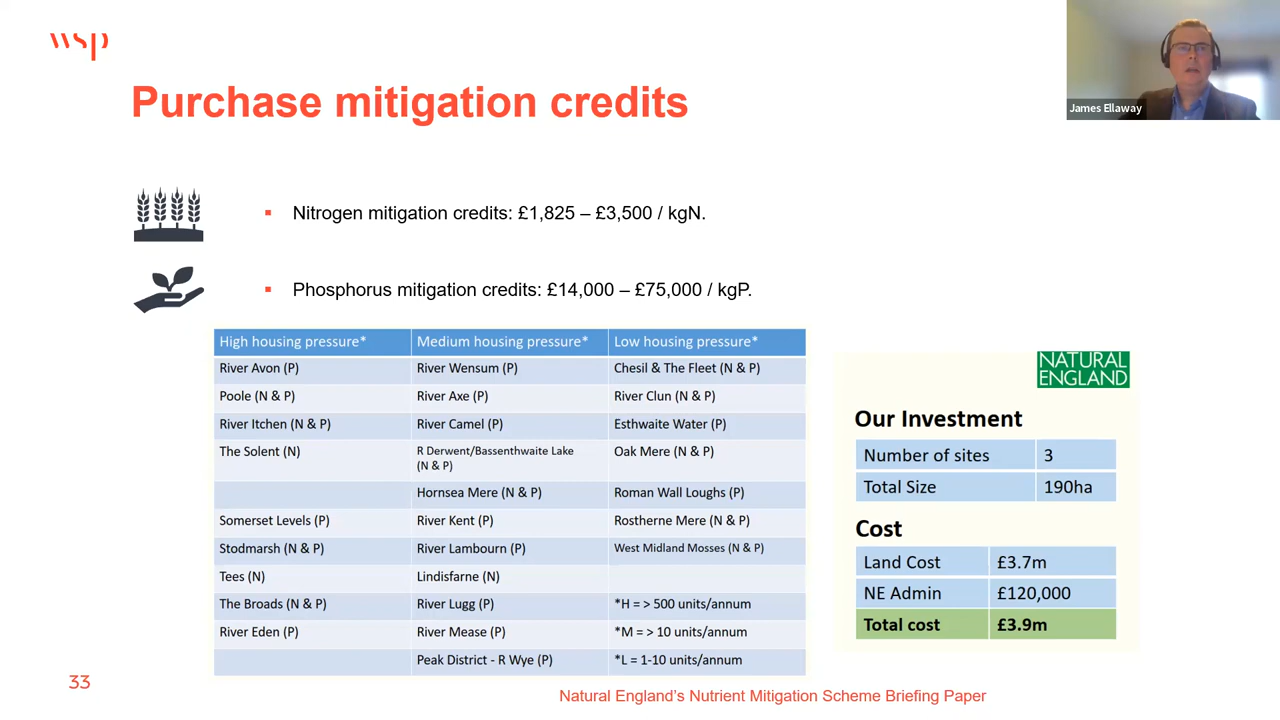 wsp
James Ellaway
Purchase mitigation credits
▪ Nitrogen mitigation credits: £1,825 – £3,500 / kgN.
▪ Phosphorus mitigation credits: £14,000 – £75,000 / kgP.
High housing pressure* Medium housing pressure* Low housing pressure*
River Avon (P) River Wensum (P) Chesil & The Fleet (N & P)
Poole (N & P) River Axe (P) River Clun (N & P)
River Itchen (N & P) River Camel (P) Esthwaite Water (P)
The Solent (N) R Derwent/Bassenthwaite Lake Oak Mere (N & P)
(N & P)
Hornsea Mere (N & P) Roman Wall Loughs (P)
Somerset Levels (P) River Kent (P) Rostherne Mere (N & P)
Stodmarsh (N & P) River Lambourn (P) West Midland Mosses (N & P)
Tees (N) Lindisfarne (N)
The Broads (N & P) River Lugg (P) *H = > 500 units/annum
River Eden (P) River Mease (P) *M = > 10 units/annum
Peak District - R Wye (P) *L = 1-10 units/annum
NATURAL
ENGLAND
Our Investment
Number of sites 3
Total Size 190ha
Cost
Land Cost £3.7m
NE Admin £120,000
Total cost £3.9m
33
Natural England's Nutrient Mitigation Scheme Briefing Paper